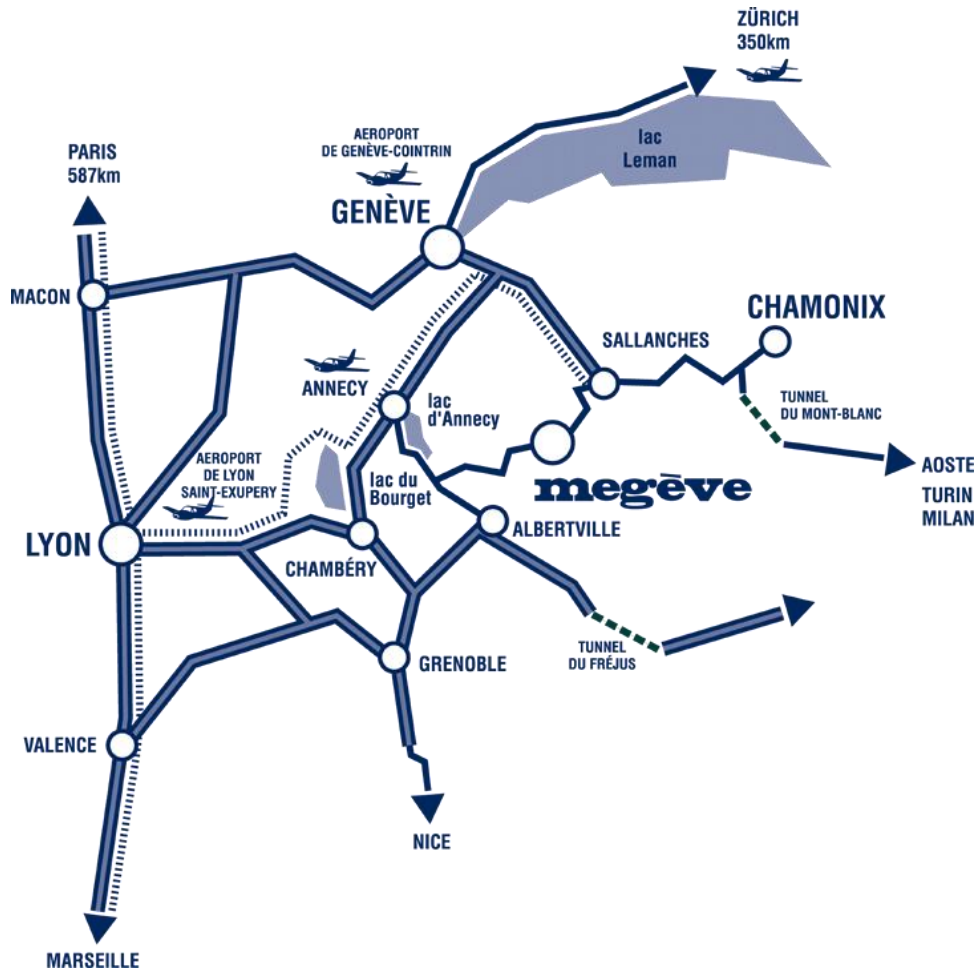 ZÜRICH
350km
AEROPORT
DE GENÈVE-COINTRIN
lac
Leman
PARIS
587km
GENÈVE
MACON
CHAMONIX
SALLANCHES
ANNECY
lac
d'Annecy
TUNNEL
DU MONT-BLANC
AEROPORT
DE LYON
SAINT-EXUPERY
lac du
Bourget
megève
AOSTE
TURIN
MILAN
LYON
ALBERTVILLE
CHAMBÉRY
TUNNEL
DU FRÉJUS
GRENOBLE
VALENCE
NICE
MARSEILLE